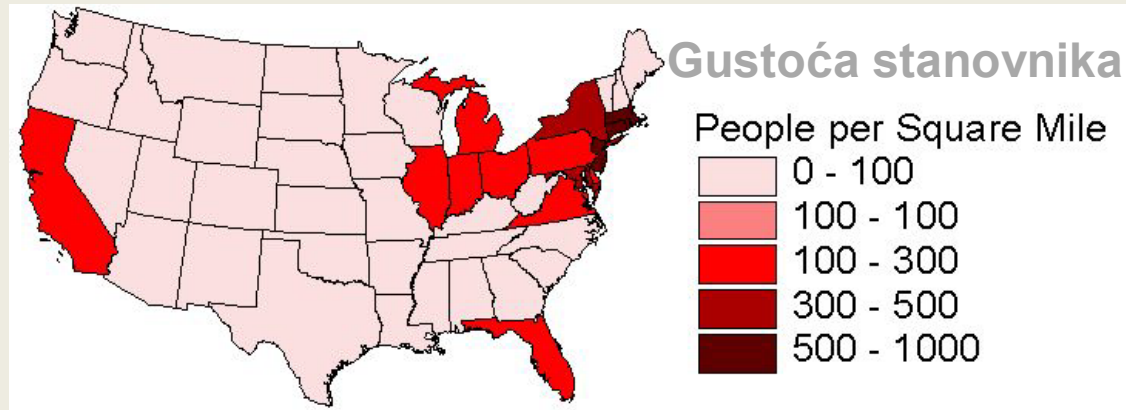 Gustoća stanovnika
People per Square Mile
0 - 100
100 - 100
100 - 300
300 - 500
500 - 1000